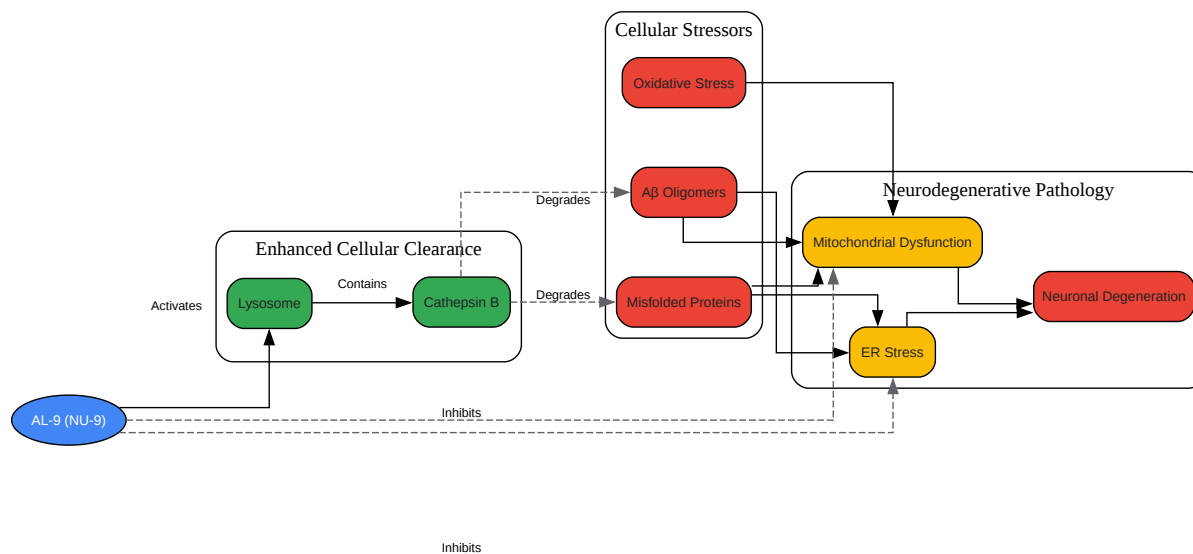 Cellular Stressors
Oxidative Stress
Aβ Oligomers
Degrades
Neurodegenerative Pathology
Mitochondrial Dysfunction
Enhanced Cellular Clearance
Contains
Activates
Lysosome
Cathepsin B
Degrades
Misfolded Proteins
Neuronal Degeneration
ER Stress
AL-9 (NU-9)
Inhibits
Inhibits